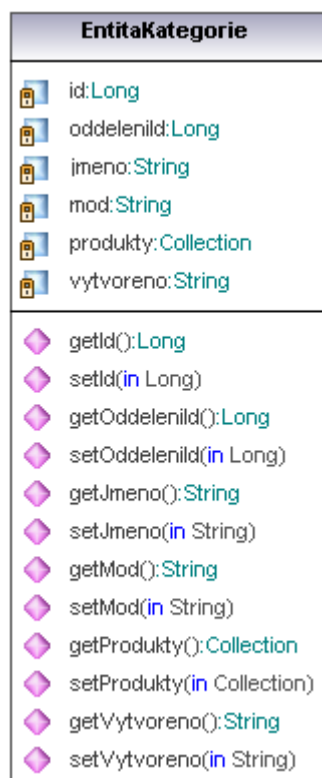 EntitaKategorie
id:Long
oddeleniId:Long
jmeno:String
mod:String
produkty:Collection
vytvoreno:String
getId():Long
setId(in Long)
getOddeleniId():Long
setOddeleniId(in Long)
getJmeno():String
setJmeno(in String)
getMod():String
setMod(in String)
getProdukty():Collection
setProdukty(in Collection)
getVytvoreno():String
setVytvoreno(in String)